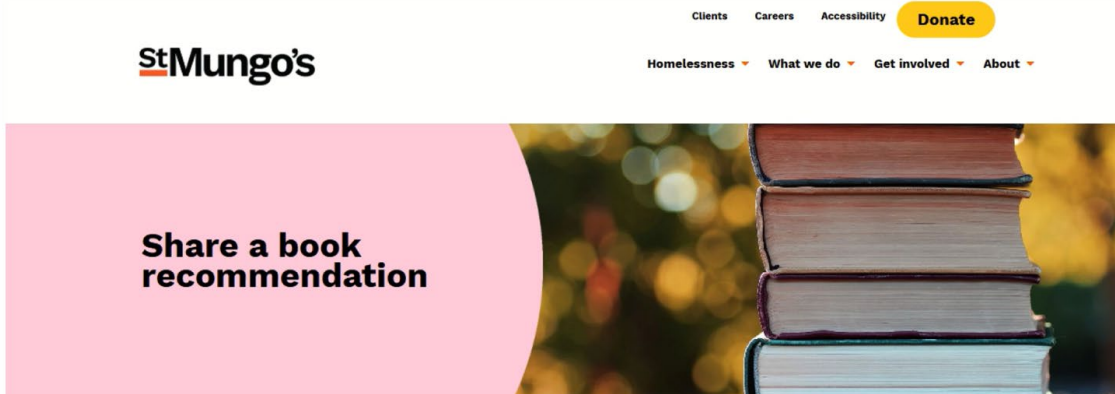 Clients Careers Accessibility Donate
StMungo's
Homelessness What we do Get involved About
Share a book
recommendation